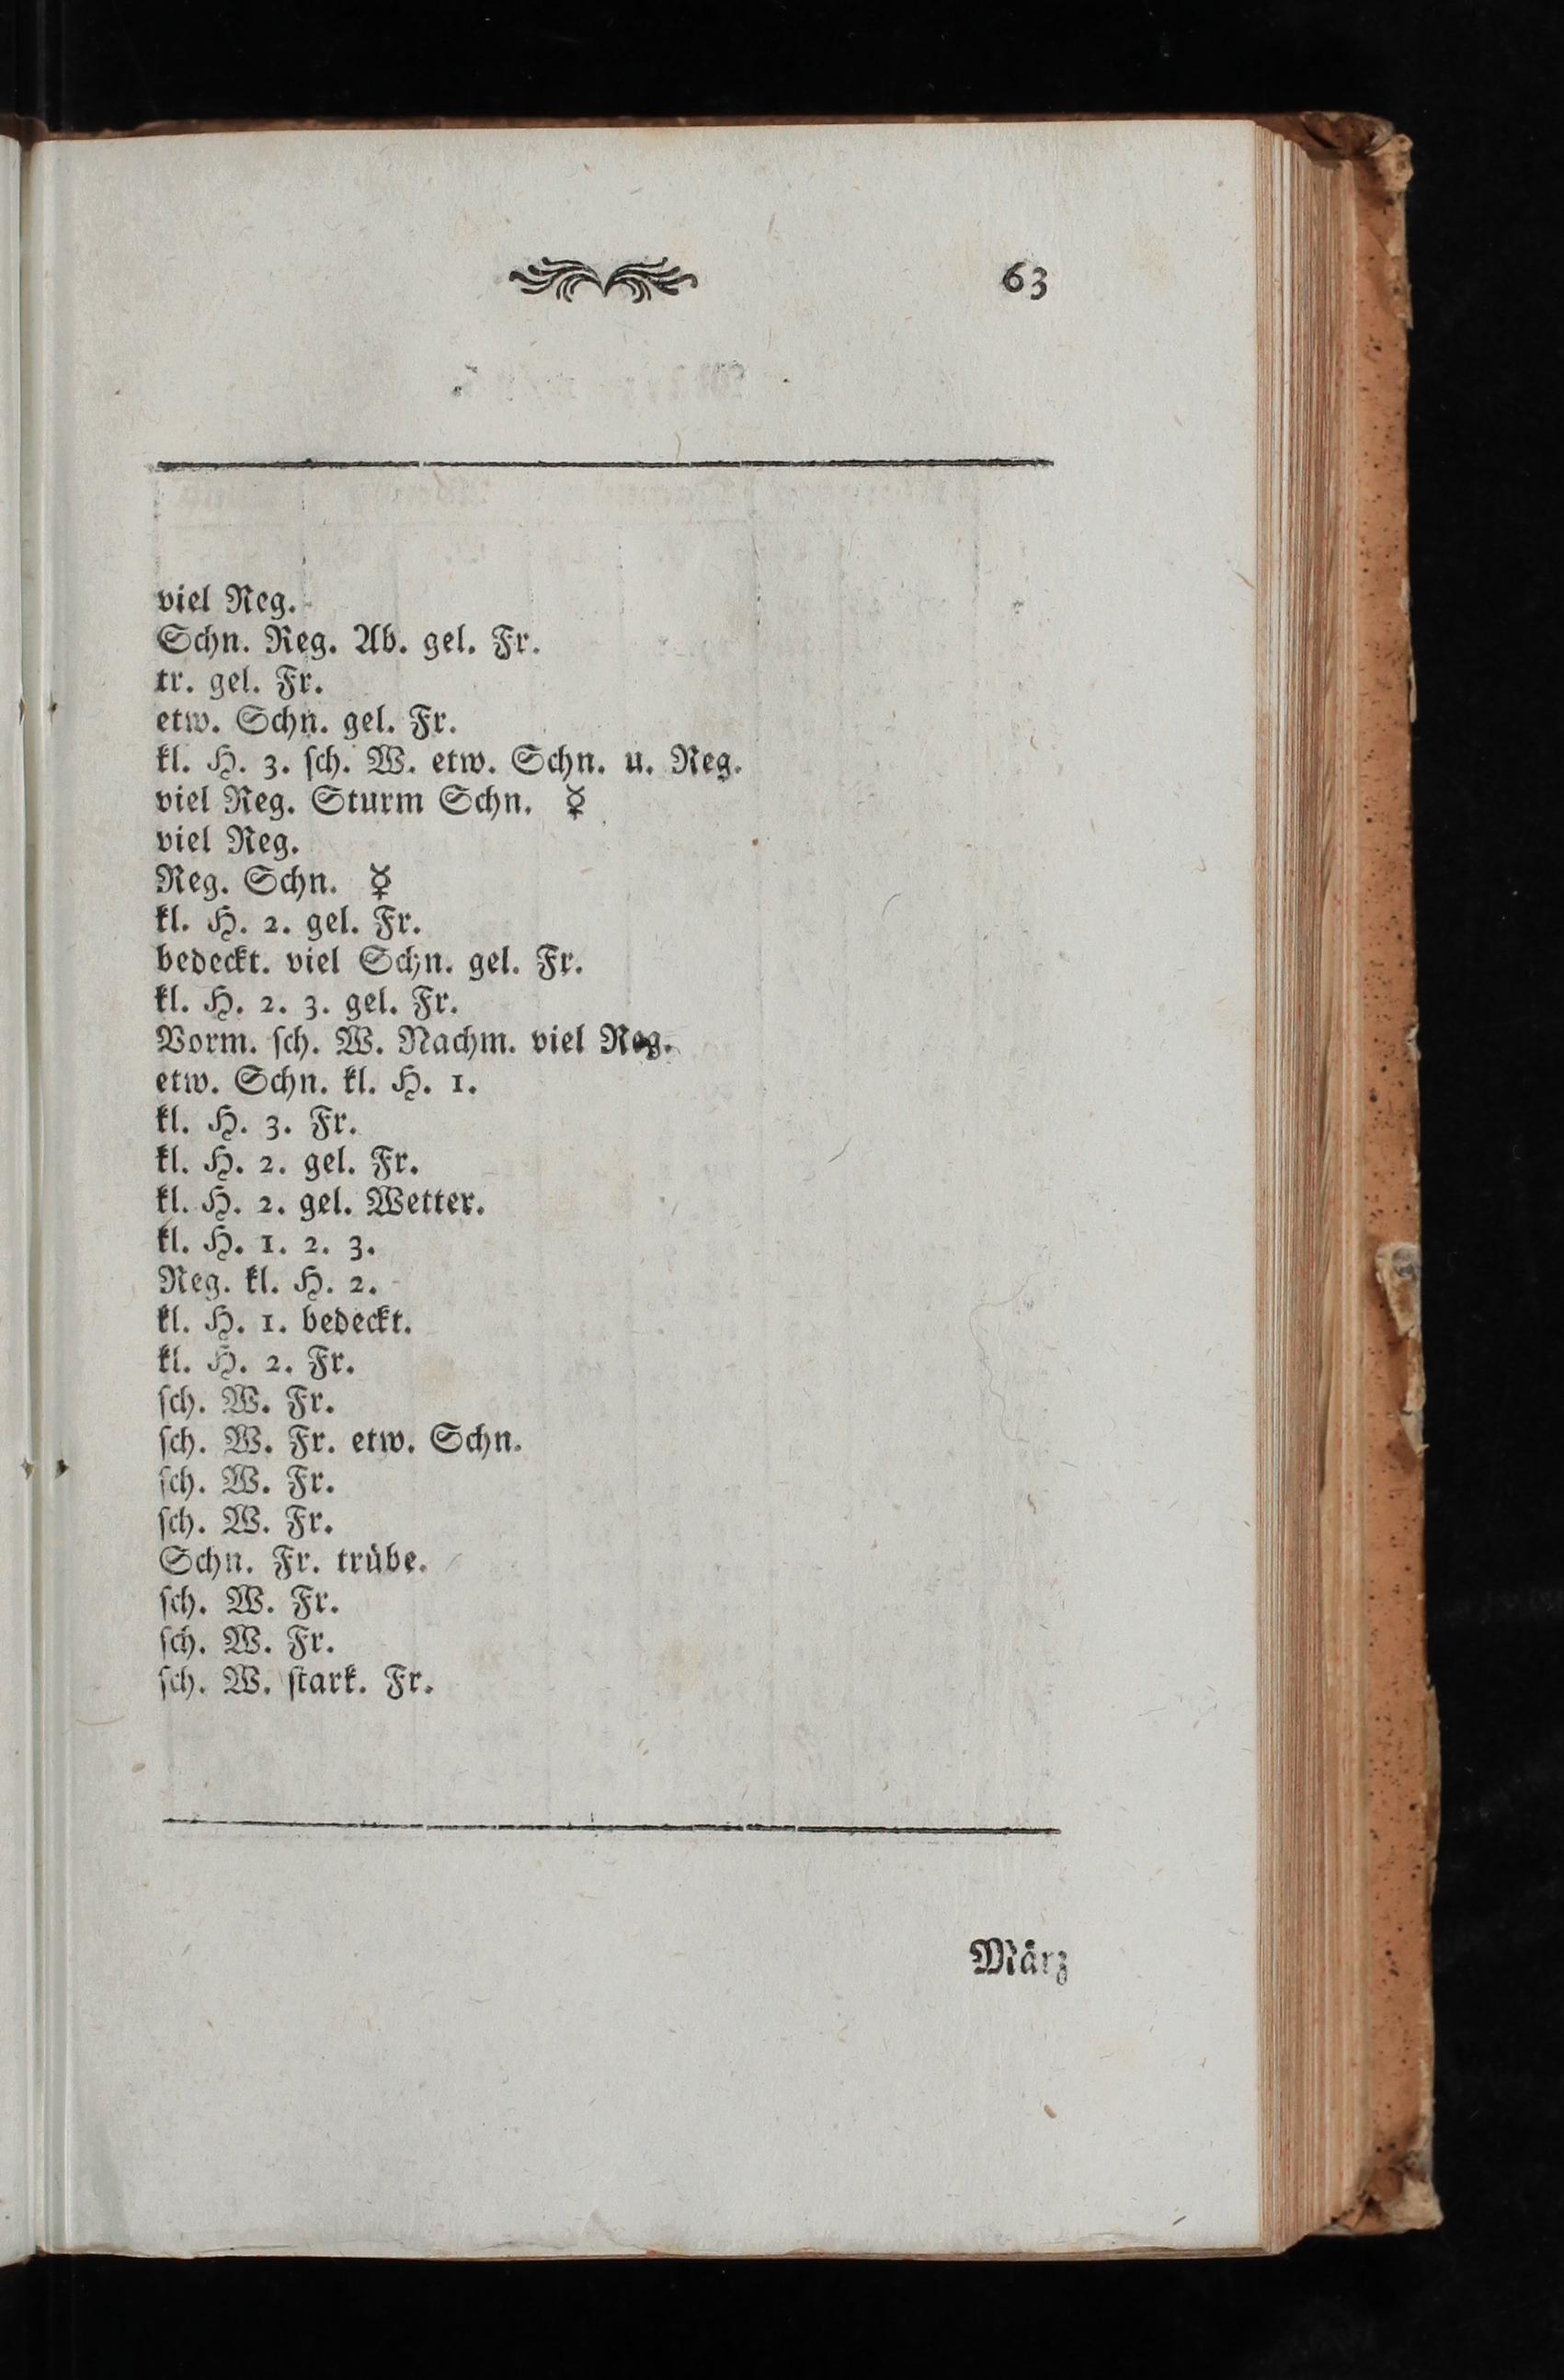 63
viel Reg.
Schn. Reg. Ab. gel. Fr.
tr. gel. Fr.
etw. Schn. gel. Fr.
kl. H. 3. ſch. W. etw. Schn. u. Reg.
viel Reg. Sturm Schn. ☿
viel Reg.
Reg. Schn. ☿
kl. H. 2. gel. Fr.
bedeckt. viel Schn. gel. Fr.
kl. H. 2. 3. gel. Fr.
Vorm. ſch. W. Nachm. viel Reg.
etw. Schn. kl. H. 1.
kl. H. 3. Fr.
kl. H. 2. gel. Fr.
kl. H. 2. gel. Wetter.
kl. H. 1. 2. 3.
Reg. kl. H. 2.
kl. H. 1. bedeckt.
kl. H. 2. Fr.
ſch. W. Fr.
ſch. W. Fr. etw. Schn.
ſch. W. Fr.
ſch. W. Fr.
Schn. Fr. trübe.
ſch. W. Fr.
ſch. W. Fr.
ſch. W. ſtark. Fr.
März